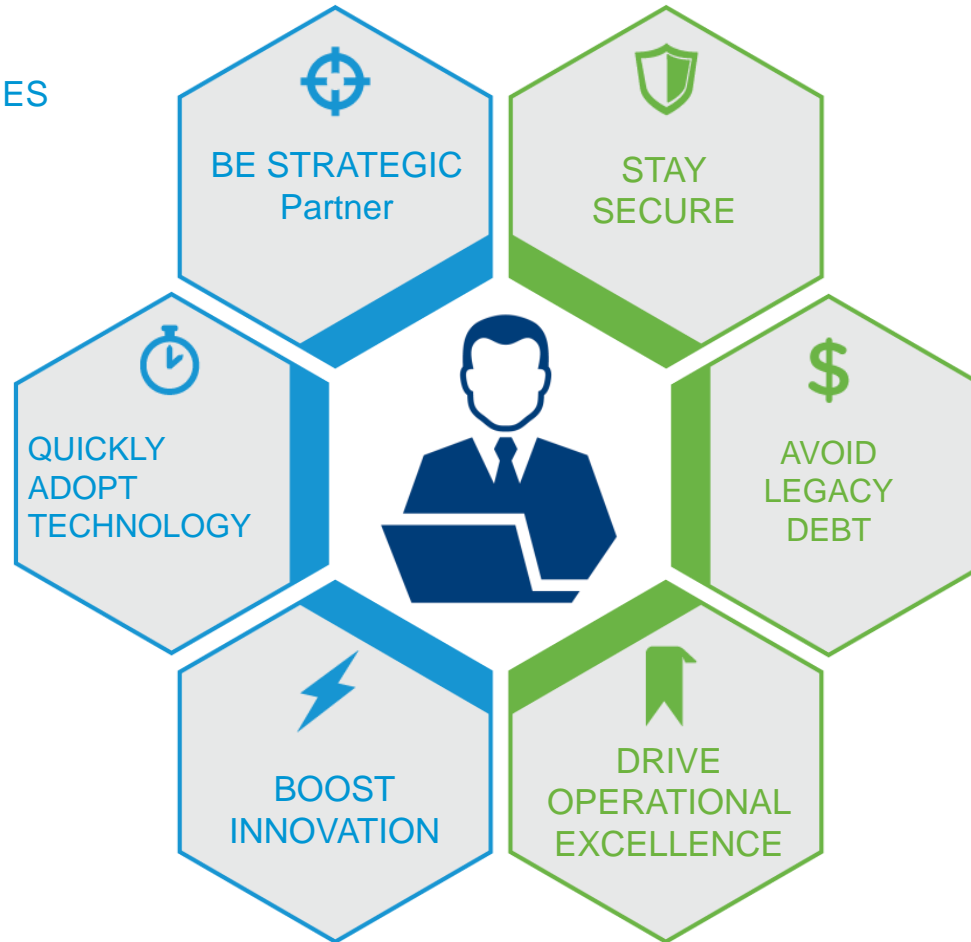 ES
BE STRATEGIC
Partner
STAY
SECURE
QUICKLY
ADOPT
TECHNOLOGY
$
AVOID
LEGACY
DEBT
BOOST
INNOVATION
DRIVE
OPERATIONAL
EXCELLENCE